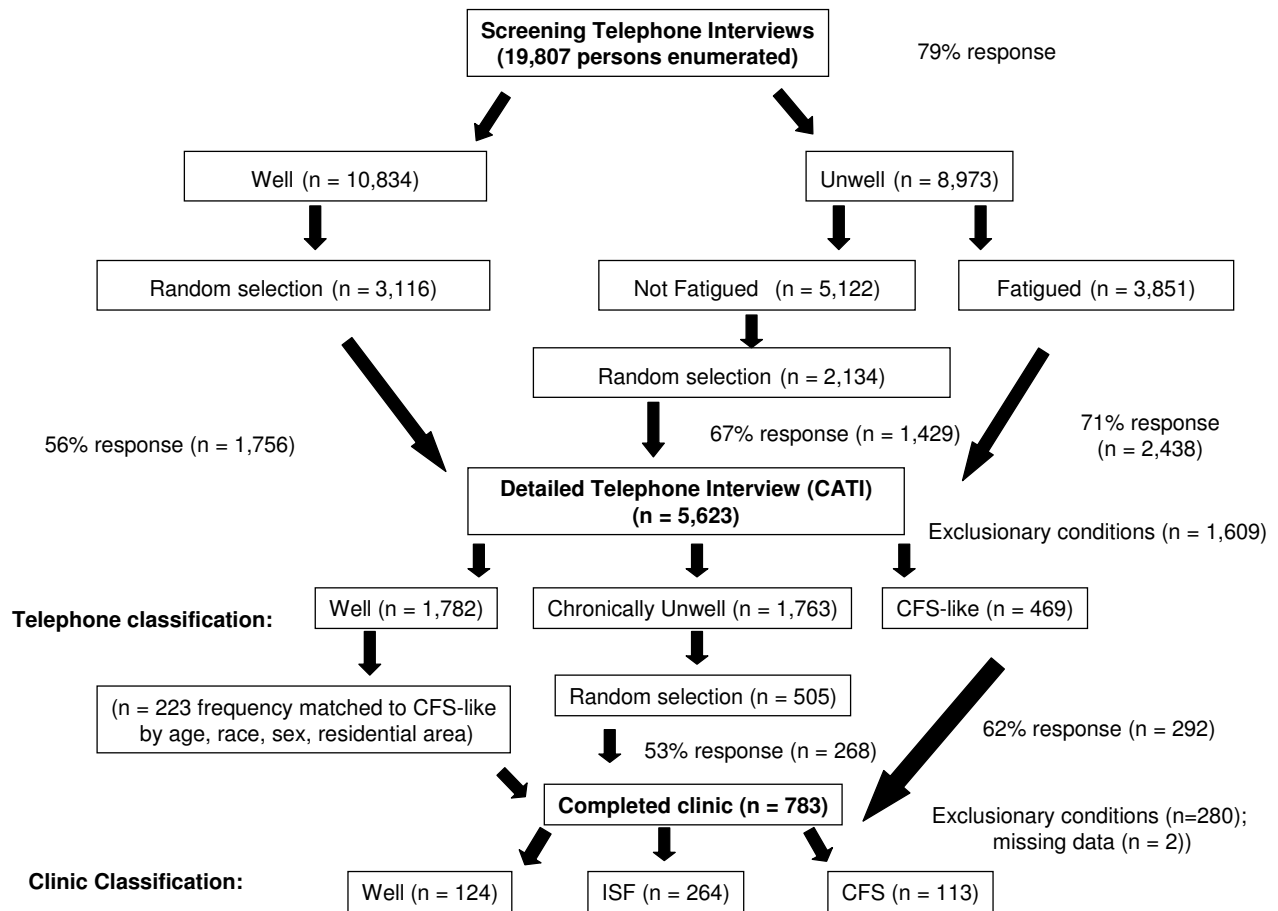 Screening Telephone Interviews
(19,807 persons enumerated)
79% response
Well (n = 10,834)
Unwell (n = 8,973)
Random selection (n = 3,116)
Not Fatigued (n = 5,122)
Fatigued (n = 3,851)
Random selection (n = 2,134)
56% response (n = 1,756)
67% response (n = 1,429)
71% response
(n = 2,438)
Detailed Telephone Interview (CATI)
(n = 5,623)
Exclusionary conditions (n = 1,609)
Telephone classification:
Well (n = 1,782)
Chronically Unwell (n = 1,763)
CFS-like (n = 469)
(n = 223 frequency matched to CFS-like
by age, race, sex, residential area)
Random selection (n = 505)
53% response (n = 268)
62% response (n = 292)
Completed clinic (n = 783)
Exclusionary conditions (n=280);
missing data (n = 2))
Clinic Classification:
Well (n = 124)
ISF (n = 264)
CFS (n = 113)